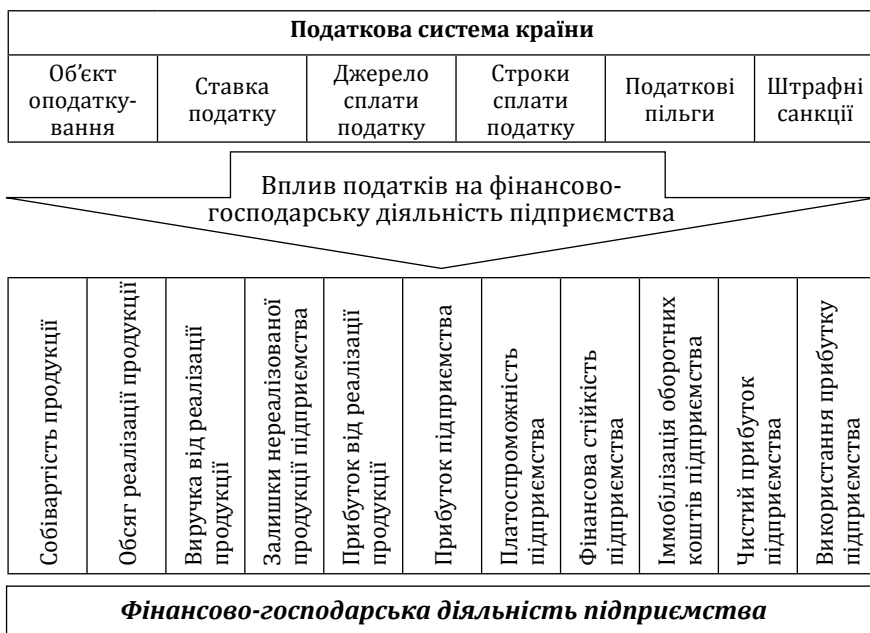 Податкова система країни
Об’єкт
оподатку-
вання
Ставка
податку
Джерело
сплати
податку
Строки
сплати
податку
Податкові
пільги
Штрафні
санкції
Вплив податків на фінансово-
господарську діяльність підприємства
Собівартість продукції
Обсяг реалізації продукції
Виручка від реалізації
продукції
Залишки нереалізованої
продукції підприємства
Прибуток від реалізації
продукції
Прибуток підприємства
Платоспроможність
підприємства
Фінансова стійкість
підприємства
Іммобілізація оборотних
коштів підприємства
Чистий прибуток
підприємства
Використання прибутку
підприємства
Фінансово-господарська діяльність підприємства